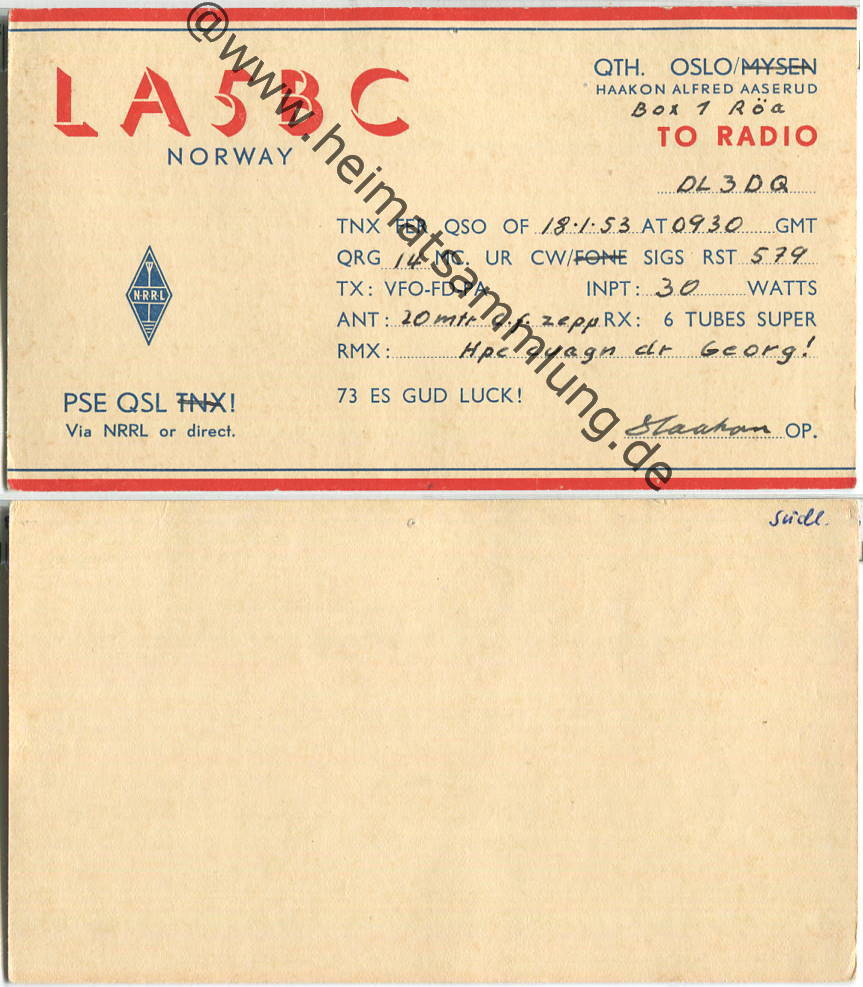 LA5BC
NORWAY
QTH. OSLO/MYSEN
HAAKON ALFRED AASERUD
Box 1 Röa
TO RADIO
DL3DQ
TNX FER QSO OF 18.1.53 AT 0930 GMT
QRG 14 MC. UR CW/FONE SIGS RST 579
TX: VFO-FD-PA INPT: 30 WATTS
ANT: 20 mtr zepp RX: 6 TUBES SUPER
RMX: Hpe cuagn dr Georg!
N·R·R·L
PSE QSL TNX!
Via NRRL or direct.
73 ES GUD LUCK!
Haakon OP.
@www.heimatsammlung.de